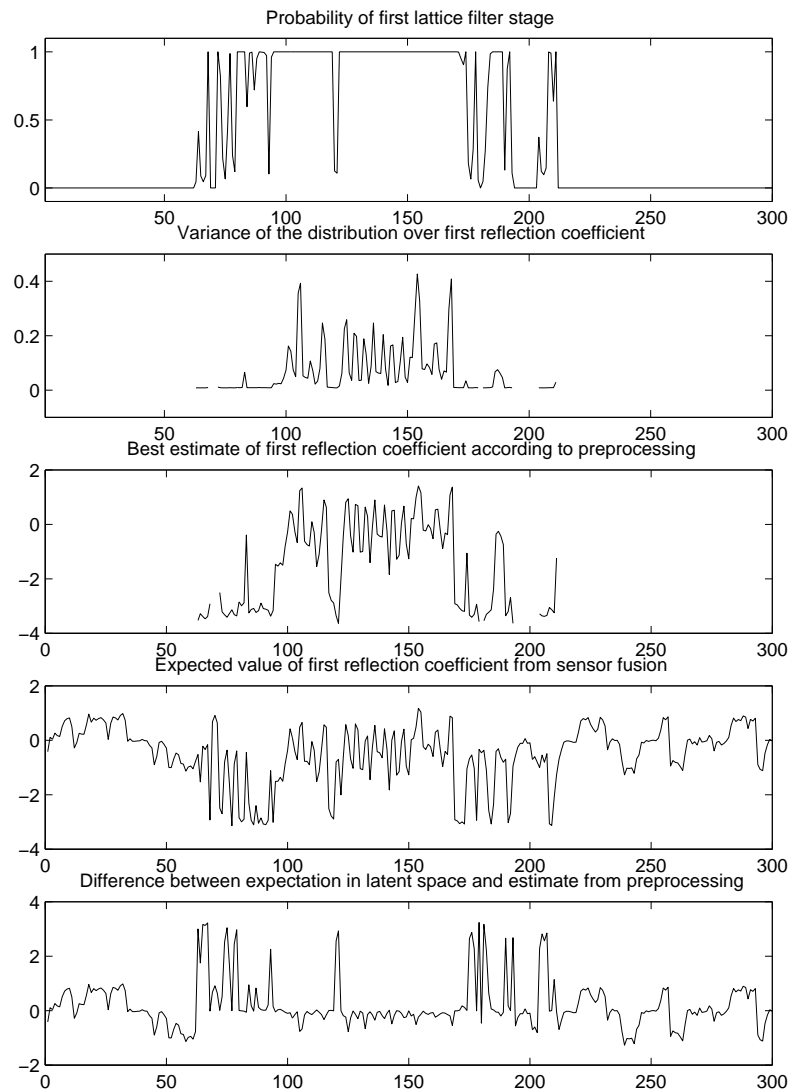 Probability of first lattice filter stage
1
0.5
0
50 100 150 200 250 300
Variance of the distribution over first reflection coefficient
0.4
0.2
0
50 100 150 200 250 300
Best estimate of first reflection coefficient according to preprocessing
2
0
−2
−4
0 50 100 150 200 250 300
Expected value of first reflection coefficient from sensor fusion
2
0
−2
−4
0 50 100 150 200 250 300
Difference between expectation in latent space and estimate from preprocessing
4
2
0
−2
0 50 100 150 200 250 300